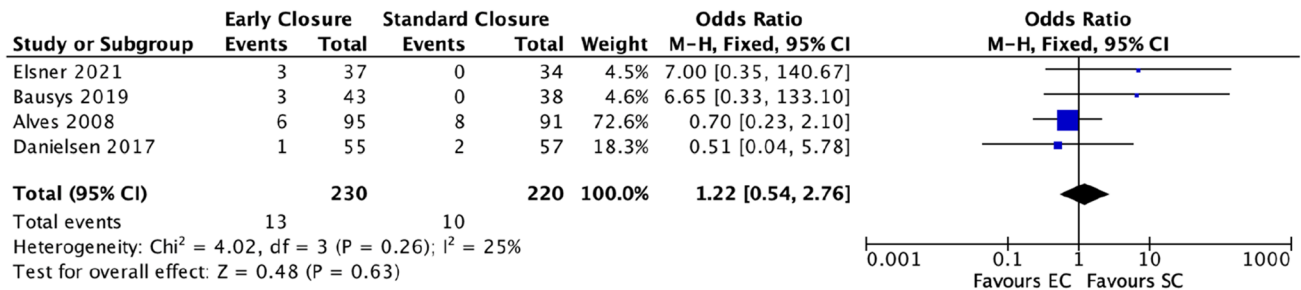 Early Closure Standard Closure Odds Ratio Odds Ratio
Study or Subgroup Events Total Events Total Weight M-H, Fixed, 95% CI M-H, Fixed, 95% CI
Elsner 2021 3 37 0 34 4.5% 7.00 [0.35, 140.67]
Bausys 2019 3 43 0 38 4.6% 6.65 [0.33, 133.10]
Alves 2008 6 95 8 91 72.6% 0.70 [0.23, 2.10]
Danielsen 2017 1 55 2 57 18.3% 0.51 [0.04, 5.78]
Total (95% CI) 230 220 100.0% 1.22 [0.54, 2.76]
Total events 13 10
Heterogeneity: Chi² = 4.02, df = 3 (P = 0.26); I² = 25%
Test for overall effect: Z = 0.48 (P = 0.63)
0.001 0.1 1 10 1000
Favours EC Favours SC